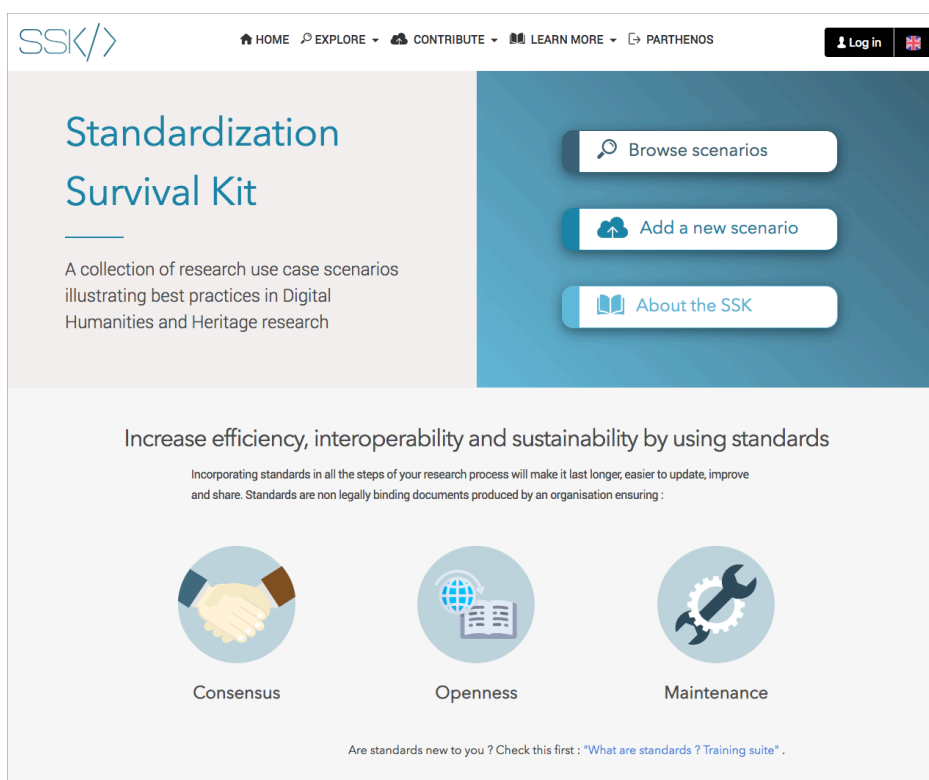 SSK</>
HOME EXPLORE CONTRIBUTE LEARN MORE PARTHENOS
Log in
Standardization
Survival Kit
A collection of research use case scenarios
illustrating best practices in Digital
Humanities and Heritage research
Browse scenarios
Add a new scenario
About the SSK
Increase efficiency, interoperability and sustainability by using standards
Incorporating standards in all the steps of your research process will make it last longer, easier to update, improve
and share. Standards are non legally binding documents produced by an organisation ensuring :
Consensus
Openness
Maintenance
Are standards new to you ? Check this first : "What are standards ? Training suite" .